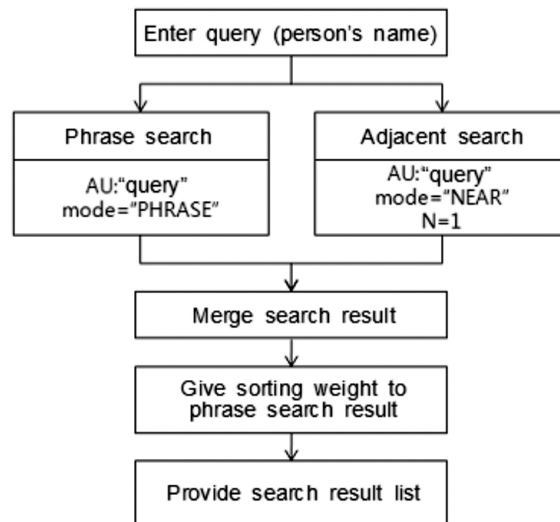 Enter query (person's name)
Phrase search
AU:“query”
mode=“PHRASE”
Adjacent search
AU:“query”
mode=“NEAR”
N=1
Merge search result
Give sorting weight to
phrase search result
Provide search result list